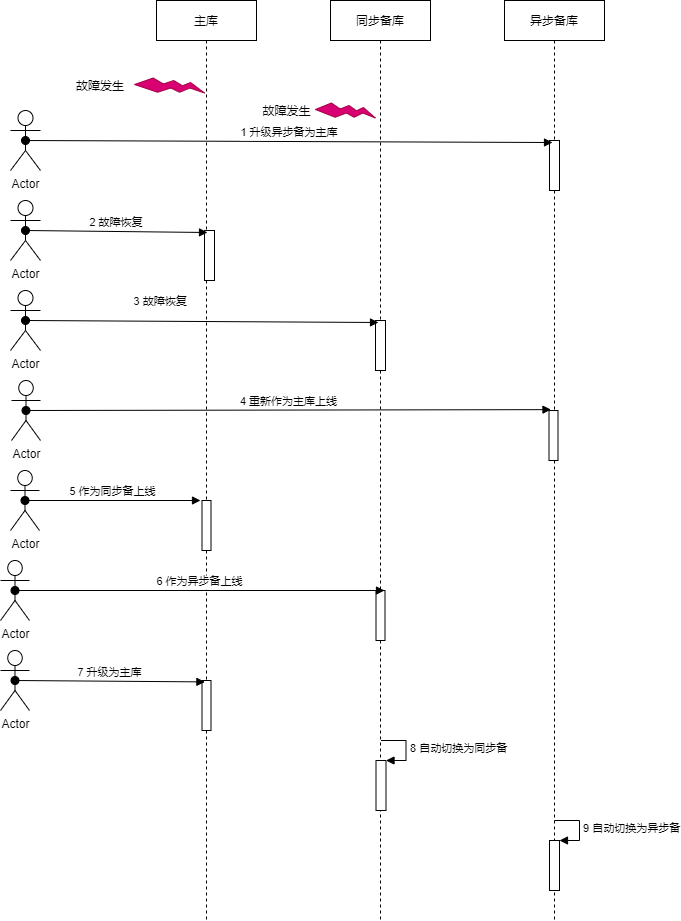 主库
同步备库
异步备库
故障发生
故障发生
1 升级异步备为主库
Actor
2 故障恢复
Actor
3 故障恢复
Actor
4 重新作为主库上线
Actor
5 作为同步备上线
Actor
6 作为异步备上线
Actor
7 升级为主库
Actor
8 自动切换为同步备
9 自动切换为异步备